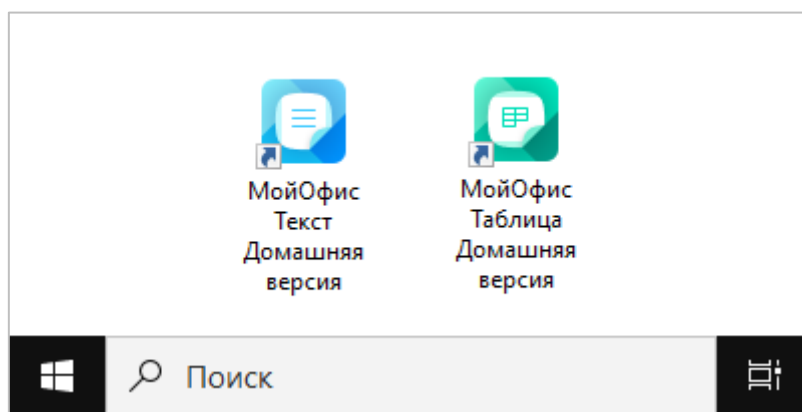 МойОфис
Текст
Домашняя
версия
МойОфис
Таблица
Домашняя
версия
Поиск